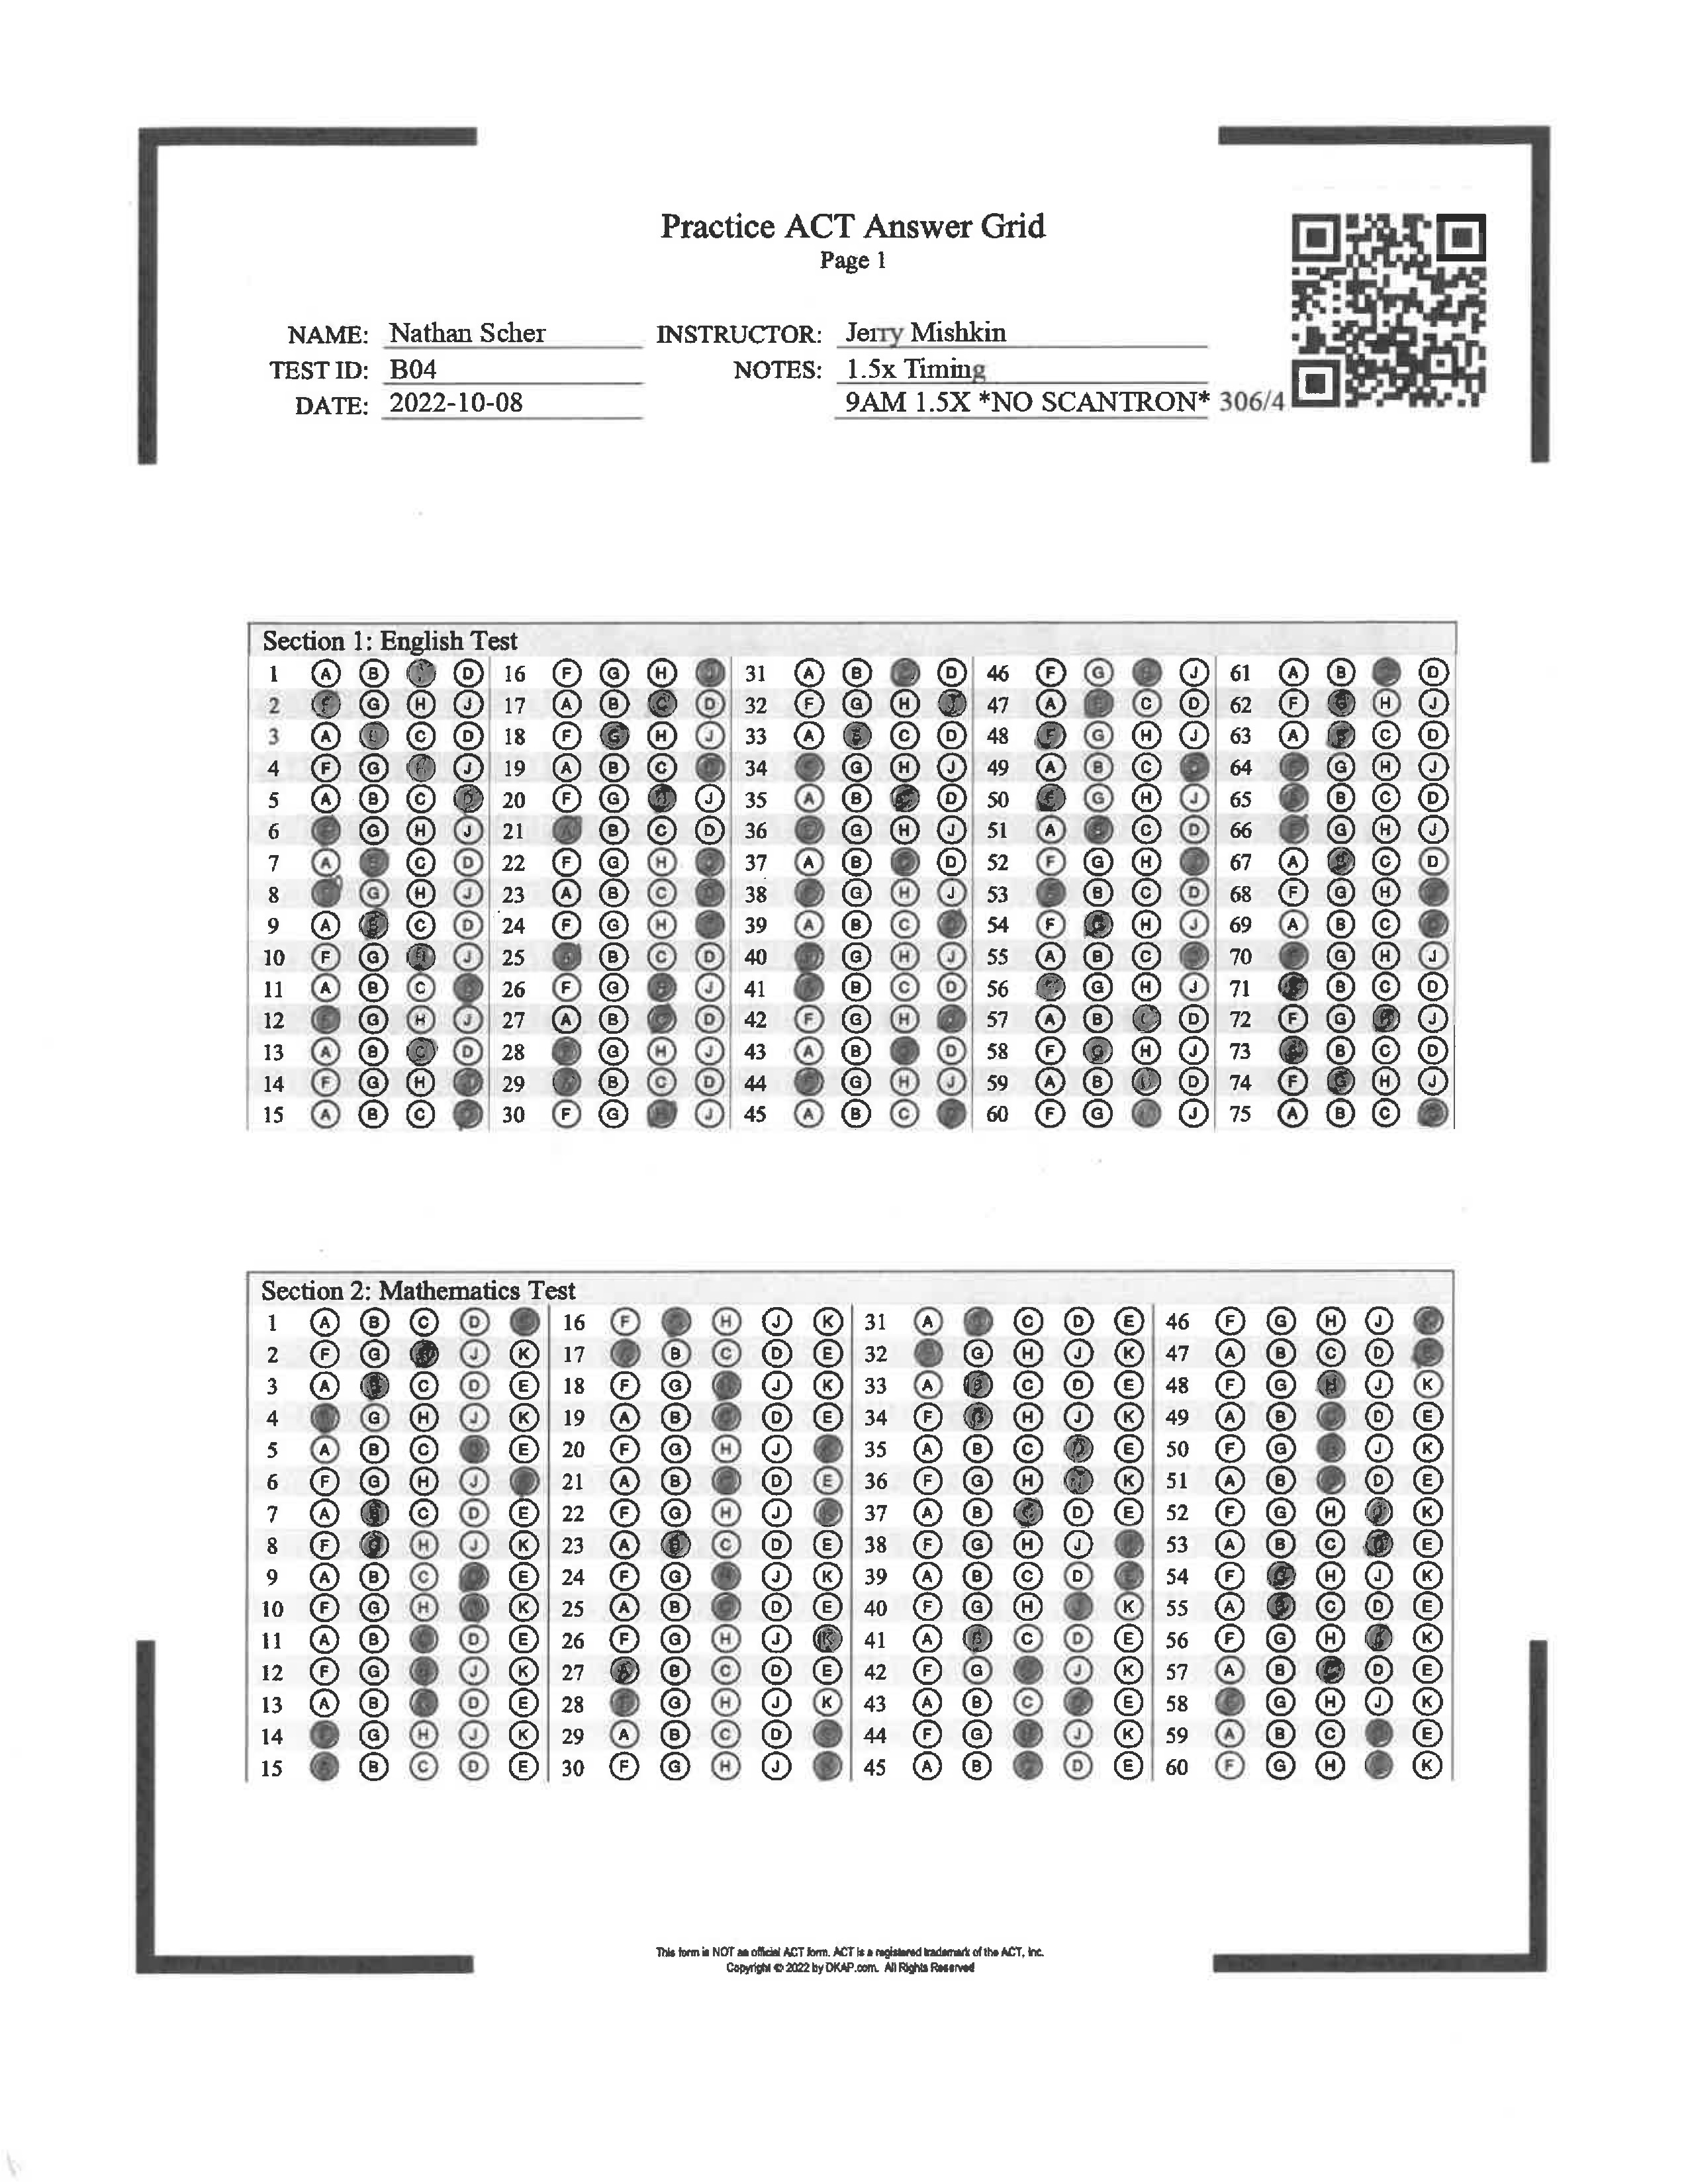 Practice ACT Answer Grid
Page 1
NAME: Nathan Scher INSTRUCTOR: Jerry Mishkin
TEST ID: B04 NOTES: 1.5x Timing
DATE: 2022-10-08 9AM 1.5X *NO SCANTRON* 306/4
Section 1: English Test
1 A B D 16 F G H 31 A B D 46 F G J 61 A B D
2 G H J 17 A B C D 32 F G H J 47 A C D 62 F G H J
3 A C D 18 F G H J 33 A C D 48 F G H J 63 A C D
4 F G J 19 A B C 34 G H J 49 A B C 64 G H J
5 A B C 20 F G J 35 A B D 50 G H J 65 B C D
6 G H J 21 B C D 36 G H J 51 A C D 66 G H J
7 A C D 22 F G H 37 A B D 52 F G H 67 A C D
8 G H J 23 A B C 38 G H J 53 B C D 68 F G H
9 A C D 24 F G H 39 A B C 54 F G H J 69 A B C
10 F G J 25 B C D 40 G H J 55 A B C 70 G H J
11 A B C 26 F G J 41 B C D 56 G H J 71 B C D
12 G H J 27 A B D 42 F G H 57 A B D 72 F G J
13 A B C D 28 G H J 43 A B D 58 F G H J 73 B C D
14 F G H 29 B C D 44 G H J 59 A B D 74 F G H J
15 A B C 30 F G J 45 A B C 60 F G J 75 A B C
Section 2: Mathematics Test
1 A B C D 16 F H J K 31 A C D E 46 F G H J
2 F G J K 17 B C D E 32 G H J K 47 A B C D
3 A C D E 18 F G J K 33 A B C D E 48 F G H J K
4 G H J K 19 A B D E 34 F G H J K 49 A B D E
5 A B C E 20 F G H J 35 A B C D E 50 F G J K
6 F G H J 21 A B D E 36 F G H K 51 A B D E
7 A C D E 22 F G H J 37 A B D E 52 F G H K
8 F H J K 23 A B C D E 38 F G H J 53 A B C E
9 A B C E 24 F G J K 39 A B C D 54 F G H J K
10 F G H K 25 A B D E 40 F G H J K 55 A C D E
11 A B D E 26 F G H J K 41 A B C D E 56 F G H K
12 F G J K 27 B C D E 42 F G J K 57 A B D E
13 A B D E 28 G H J K 43 A B C E 58 G H J K
14 G H J K 29 A B C D 44 F G J K 59 A B C E
15 B C D E 30 F G H J 45 A B D E 60 F G H K
This form is NOT an official ACT form. ACT is a registered trademark of the ACT, Inc.
Copyright © 2022 by DKAP.com. All Rights Reserved